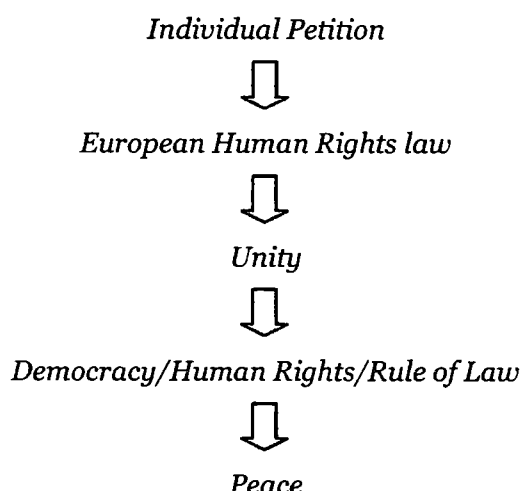 Individual Petition
European Human Rights law
Unity
Democracy/Human Rights/Rule of Law
Peace